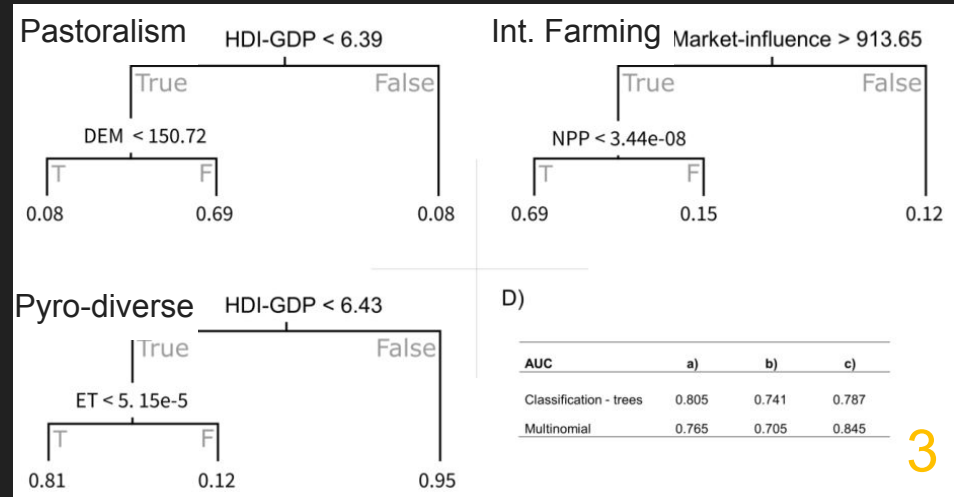 Pastoralism
HDI-GDP < 6.39
True
False
DEM < 150.72
T
F
0.08
0.69
0.08
Int. Farming
Market-influence > 913.65
True
False
NPP < 3.44e-08
T
F
0.69
0.15
0.12
Pyro-diverse
HDI-GDP < 6.43
True
False
ET < 5. 15e-5
T
F
0.81
0.12
0.95
D)
AUC a) b) c)
Classification - trees 0.805 0.741 0.787
Multinomial 0.765 0.705 0.845
3